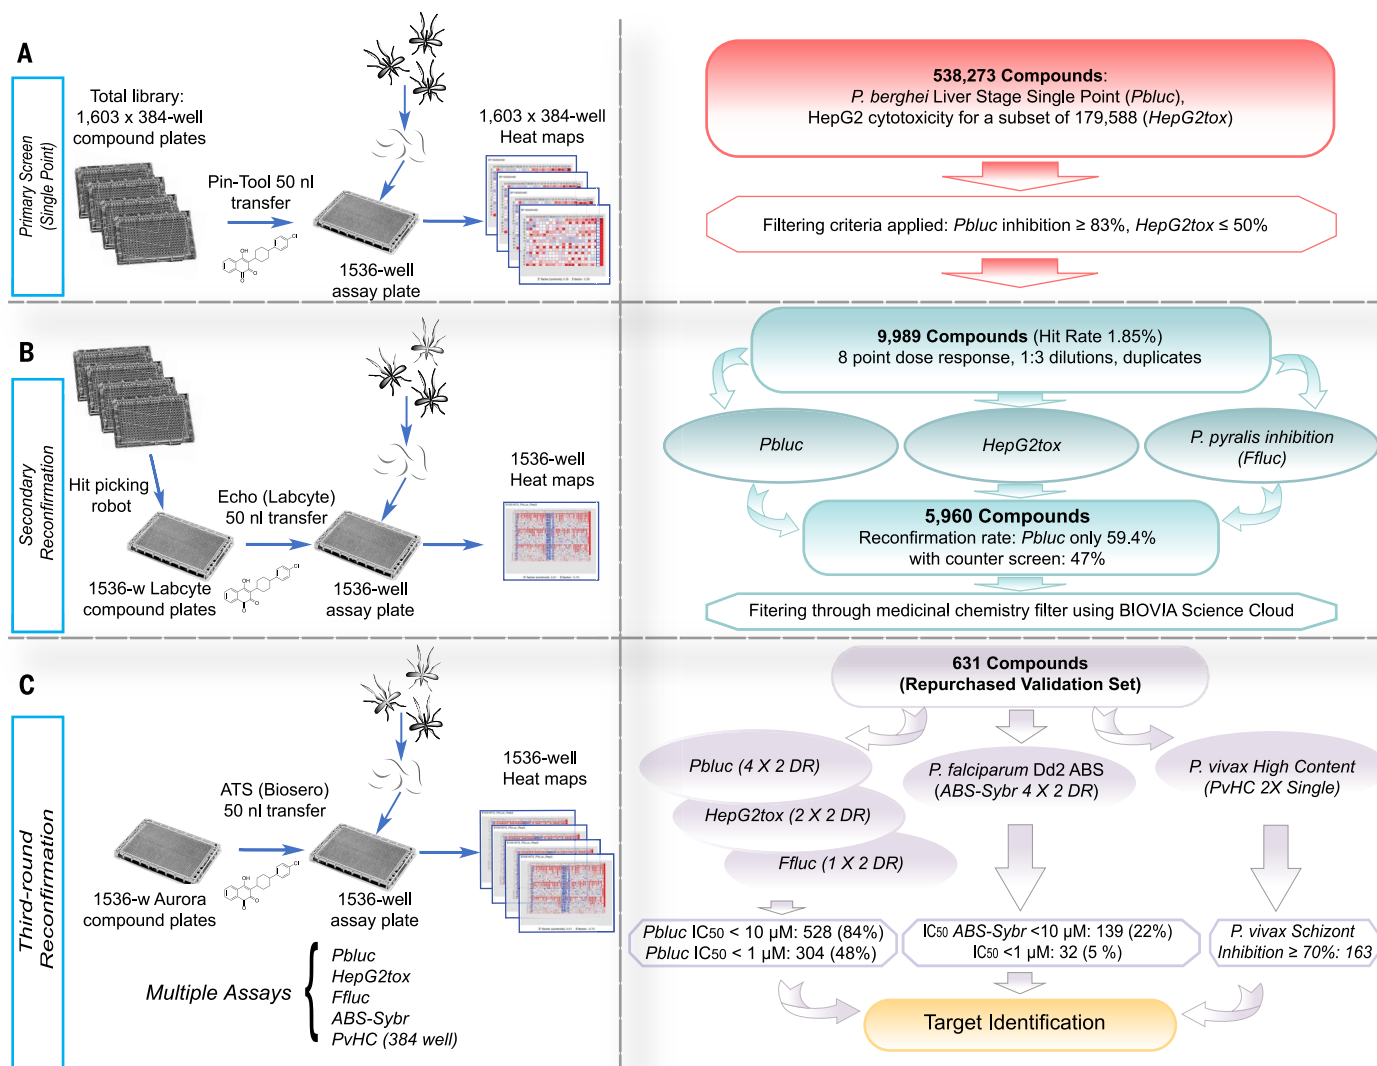 A
Primary Screen
(Single Point)
Total library:
1,603 x 384-well
compound plates
Pin-Tool 50 nl
transfer
OH
Cl
O
O
1536-well
assay plate
1,603 x 384-well
Heat maps
538,273 Compounds:
P. berghei Liver Stage Single Point (Pbluc),
HepG2 cytotoxicity for a subset of 179,588 (HepG2tox)
Filtering criteria applied: Pbluc inhibition ≥ 83%, HepG2tox ≤ 50%
B
Secondary
Reconfirmation
Hit picking
robot
1536-w Labcyte
compound plates
Echo (Labcyte)
50 nl transfer
OH
Cl
O
O
1536-well
assay plate
1536-well
Heat maps
9,989 Compounds (Hit Rate 1.85%)
8 point dose response, 1:3 dilutions, duplicates
Pbluc
HepG2tox
P. pyralis inhibition
(Ffluc)
5,960 Compounds
Reconfirmation rate: Pbluc only 59.4%
with counter screen: 47%
Fitering through medicinal chemistry filter using BIOVIA Science Cloud
C
Third-round
Reconfirmation
1536-w Aurora
compound plates
ATS (Biosero)
50 nl transfer
OH
Cl
O
O
1536-well
assay plate
1536-well
Heat maps
Multiple Assays
Pbluc
HepG2tox
Ffluc
ABS-Sybr
PvHC (384 well)
631 Compounds
(Repurchased Validation Set)
Pbluc (4 X 2 DR)
HepG2tox (2 X 2 DR)
Ffluc (1 X 2 DR)
P. falciparum Dd2 ABS
(ABS-Sybr 4 X 2 DR)
P. vivax High Content
(PvHC 2X Single)
Pbluc IC50 < 10 µM: 528 (84%)
Pbluc IC50 < 1 µM: 304 (48%)
IC50 ABS-Sybr <10 µM: 139 (22%)
IC50 <1 µM: 32 (5 %)
P. vivax Schizont
Inhibition ≥ 70%: 163
Target Identification